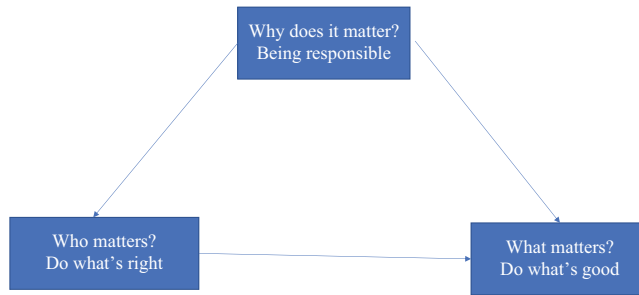 Why does it matter?
Being responsible
Who matters?
Do what’s right
What matters?
Do what’s good